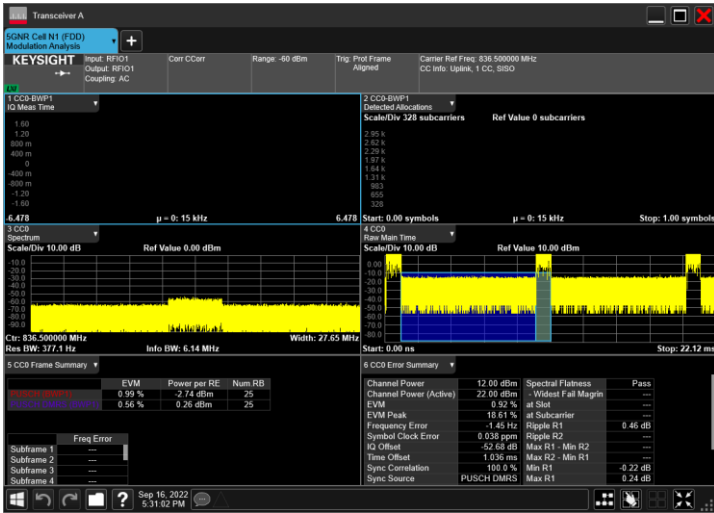 Transceiver A
5GNR Cell N1 (FDD)
Modulation Analysis
KEYSIGHT
Input: RFIO1
Output: RFIO1
Coupling: AC
Corr CCorr
Range: -60 dBm
Trig: Prot Frame
Aligned
Carrier Ref Freq: 836.500000 MHz
CC Info: Uplink, 1 CC, SISO
1 CC0-BWP1
IQ Meas Time
1.60
1.20
800 m
400 m
0
-400 m
-800 m
-1.20
-1.60
-6.478
µ = 0: 15 kHz
6.478
2 CC0-BWP1
Detected Allocations
Scale/Div 328 subcarriers
Ref Value 0 subcarriers
2.95 k
2.62 k
2.29 k
1.97 k
1.64 k
1.31 k
983
655
328
Start: 0.00 symbols
µ = 0: 15 kHz
Stop: 1.00 symbols
3 CC0
Spectrum
Scale/Div 10.00 dB
Ref Value 0.00 dBm
-10.0
-20.0
-30.0
-40.0
-50.0
-60.0
-70.0
-80.0
-90.0
Ctr: 836.500000 MHz
Width: 27.65 MHz
Res BW: 377.1 Hz
Info BW: 6.14 MHz
4 CC0
Raw Main Time
Scale/Div 10.00 dB
Ref Value 10.00 dBm
0.00
-10.0
-20.0
-30.0
-40.0
-50.0
-60.0
-70.0
-80.0
Start: 0.00 ns
Stop: 22.12 ms
5 CC0 Frame Summary
EVM Power per RE Num.RB
0.99 % -2.74 dBm 25
0.56 % 0.26 dBm 25
Freq Error
Subframe 1 ---
Subframe 2 ---
Subframe 3 ---
Subframe 4 ---
6 CC0 Error Summary
Channel Power 12.00 dBm Spectral Flatness Pass
Channel Power (Active) 22.00 dBm - Widest Fail Magrin ---
EVM 0.92 % at Slot ---
EVM Peak 18.61 % at Subcarrier ---
Frequency Error -1.45 Hz Ripple R1 0.46 dB
Symbol Clock Error 0.038 ppm Ripple R2 ---
IQ Offset -52.68 dB Max R1 - Min R2 ---
Time Offset 1.036 ms Max R2 - Min R1 ---
Sync Correlation 100.0 % Min R1 -0.22 dB
Sync Source PUSCH DMRS Max R1 0.24 dB
?
Sep 16, 2022
5:31:02 PM